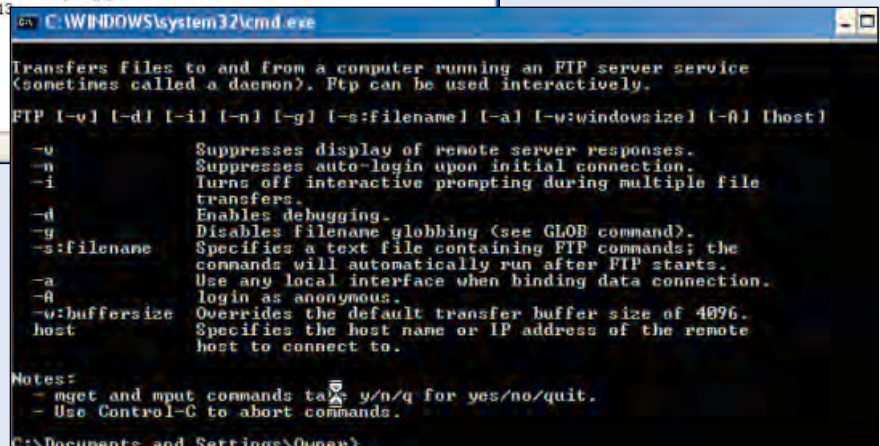 13
C:\WINDOWS\system32\cmd.exe
Transfers files to and from a computer running an FTP server service
(sometimes called a daemon). Ftp can be used interactively.
FTP [-v] [-d] [-i] [-n] [-g] [-s:filename] [-a] [-w:windowsize] [-A] [host]
-v Suppresses display of remote server responses.
-n Suppresses auto-login upon initial connection.
-i Turns off interactive prompting during multiple file
transfers.
-d Enables debugging.
-g Disables filename globbing (see GLOB command).
-s:filename Specifies a text file containing FTP commands; the
commands will automatically run after FTP starts.
-a Use any local interface when binding data connection.
-A login as anonymous.
-w:buffersize Overrides the default transfer buffer size of 4096.
host Specifies the host name or IP address of the remote
host to connect to.
Notes:
- mget and mput commands take y/n/q for yes/no/quit.
- Use Control-C to abort commands.
C:\Documents and Settings\Owner>